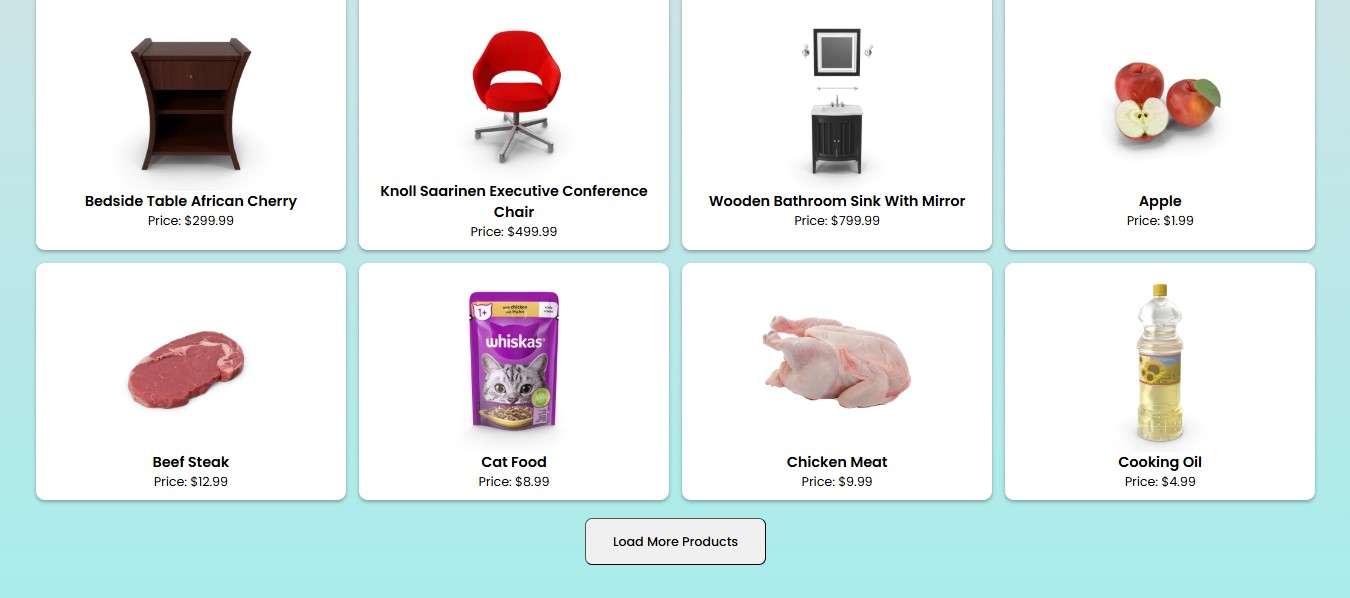 Bedside Table African Cherry
Price: $299.99
Knoll Saarinen Executive Conference
Chair
Price: $499.99
Wooden Bathroom Sink With Mirror
Price: $799.99
Apple
Price: $1.99
1+
whiskas
Beef Steak
Price: $12.99
Cat Food
Price: $8.99
Chicken Meat
Price: $9.99
Cooking Oil
Price: $4.99
Load More Products